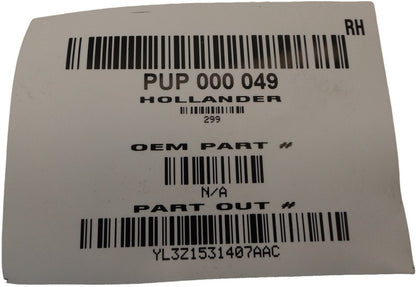 RH
PUP 000 049
HOLLANDER
299
OEM PART #
N/A
PART OUT #
YL3Z1531407AAC